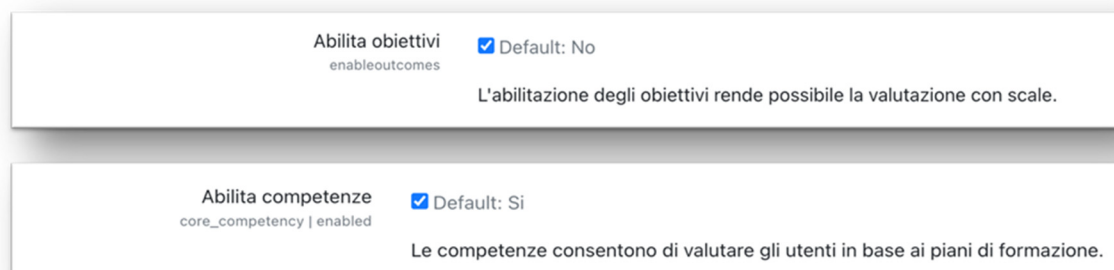 Abilita obiettivi
Default: No
enableoutcomes
L'abilitazione degli obiettivi rende possibile la valutazione con scale.
Abilita competenze
Default: Si
core_competency | enabled
Le competenze consentono di valutare gli utenti in base ai piani di formazione.